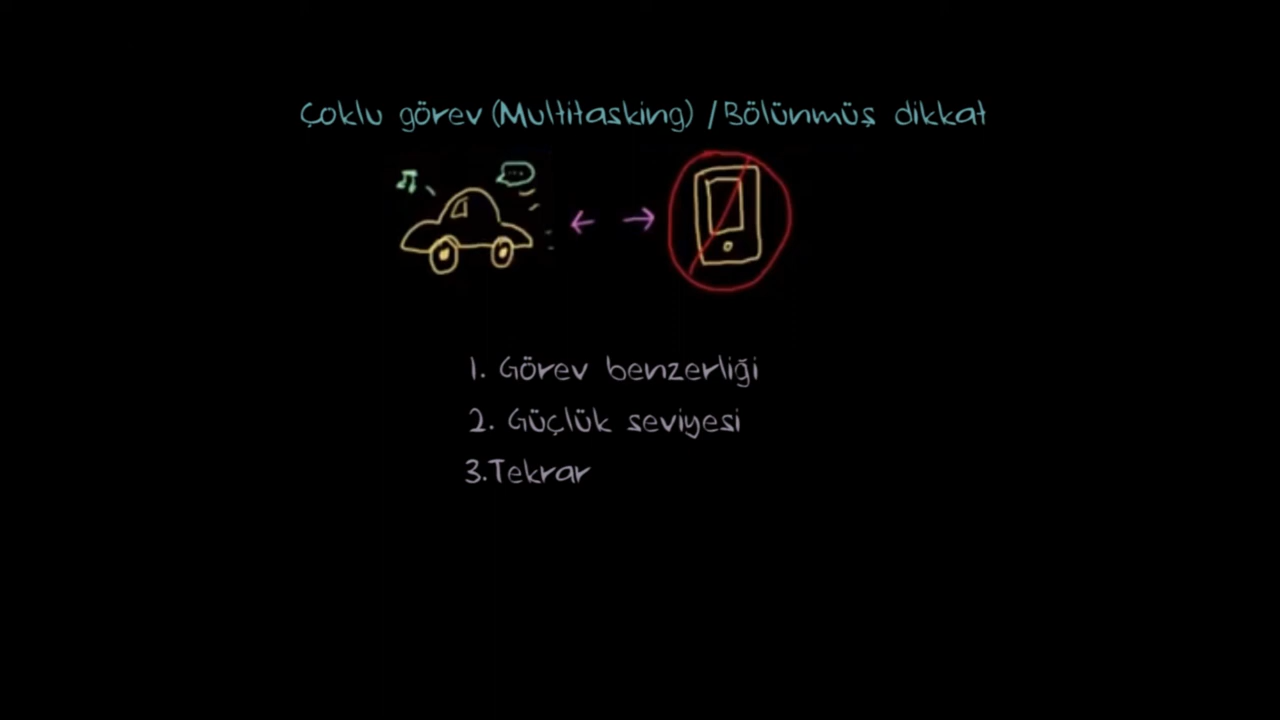 Çoklu görev (Multitasking) / Bölünmüş dikkat
1. Görev benzerliği
2. Güçlük seviyesi
3.Tekrar